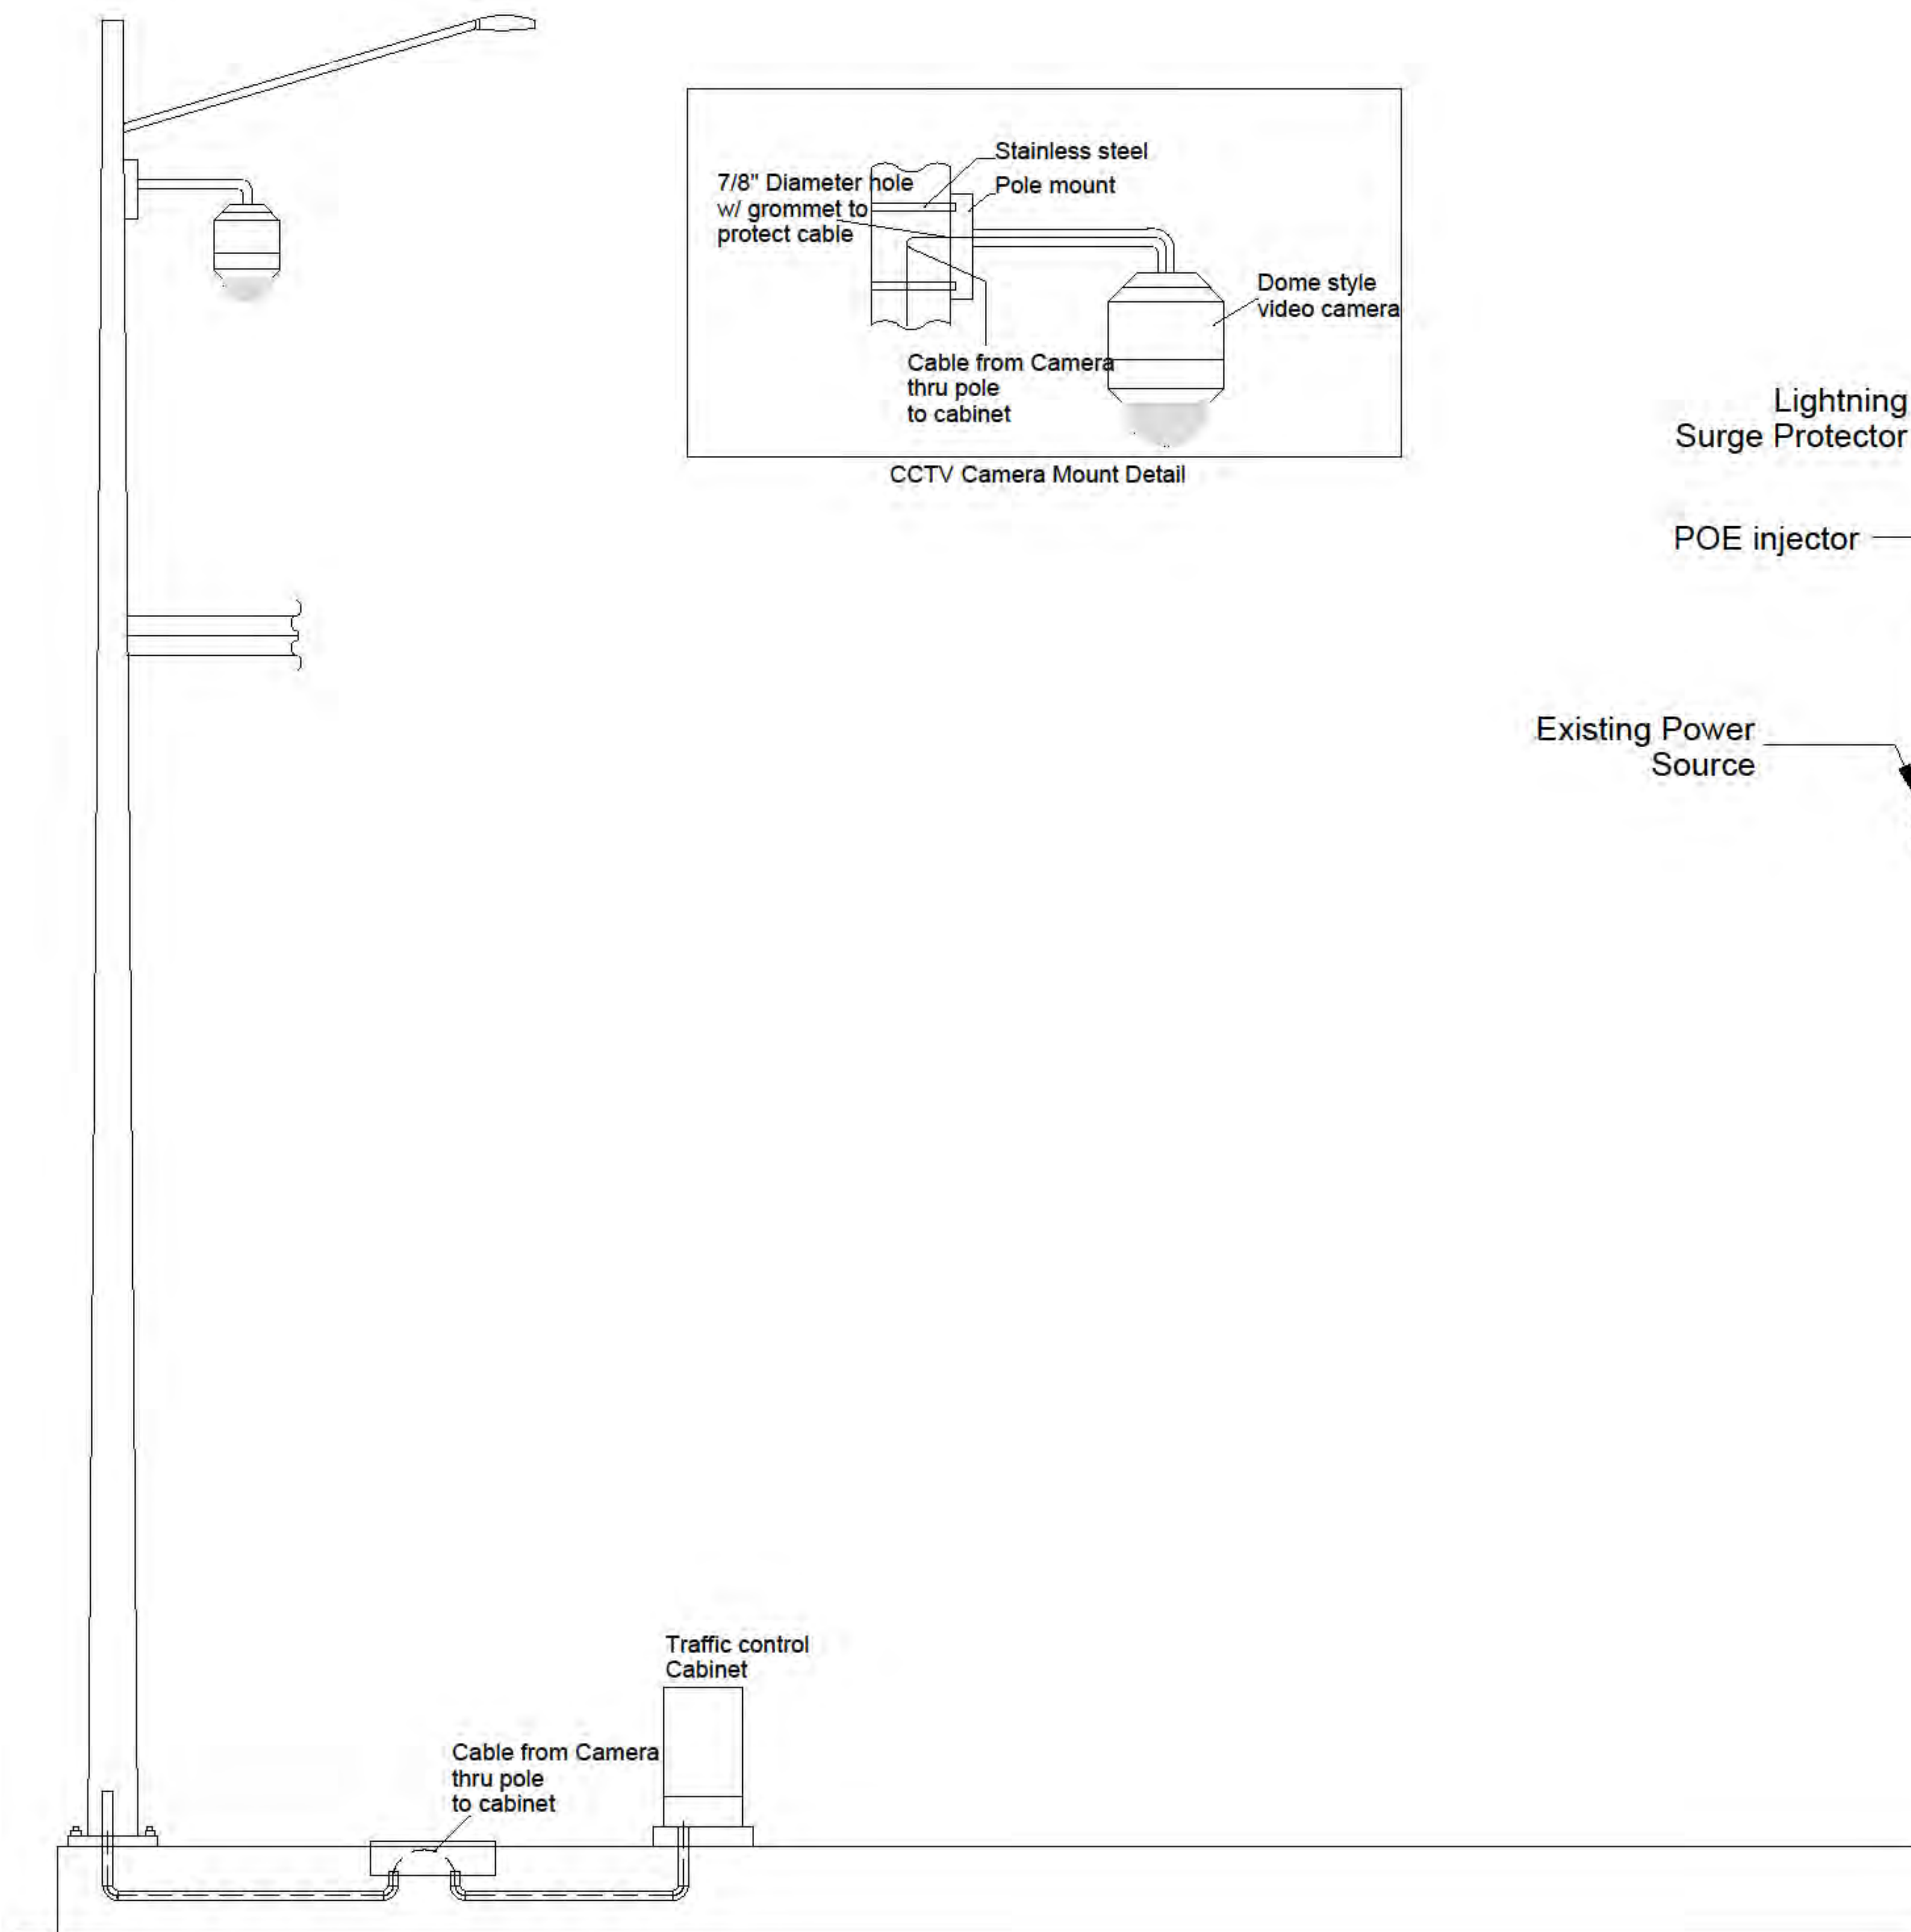 Stainless steel
7/8" Diameter hole
w/ grommet to
protect cable
Pole mount
Dome style
video camera
Cable from Camera
thru pole
to cabinet
CCTV Camera Mount Detail
Lightning
Surge Protector
POE injector
Existing Power
Source
Traffic control
Cabinet
Cable from Camera
thru pole
to cabinet